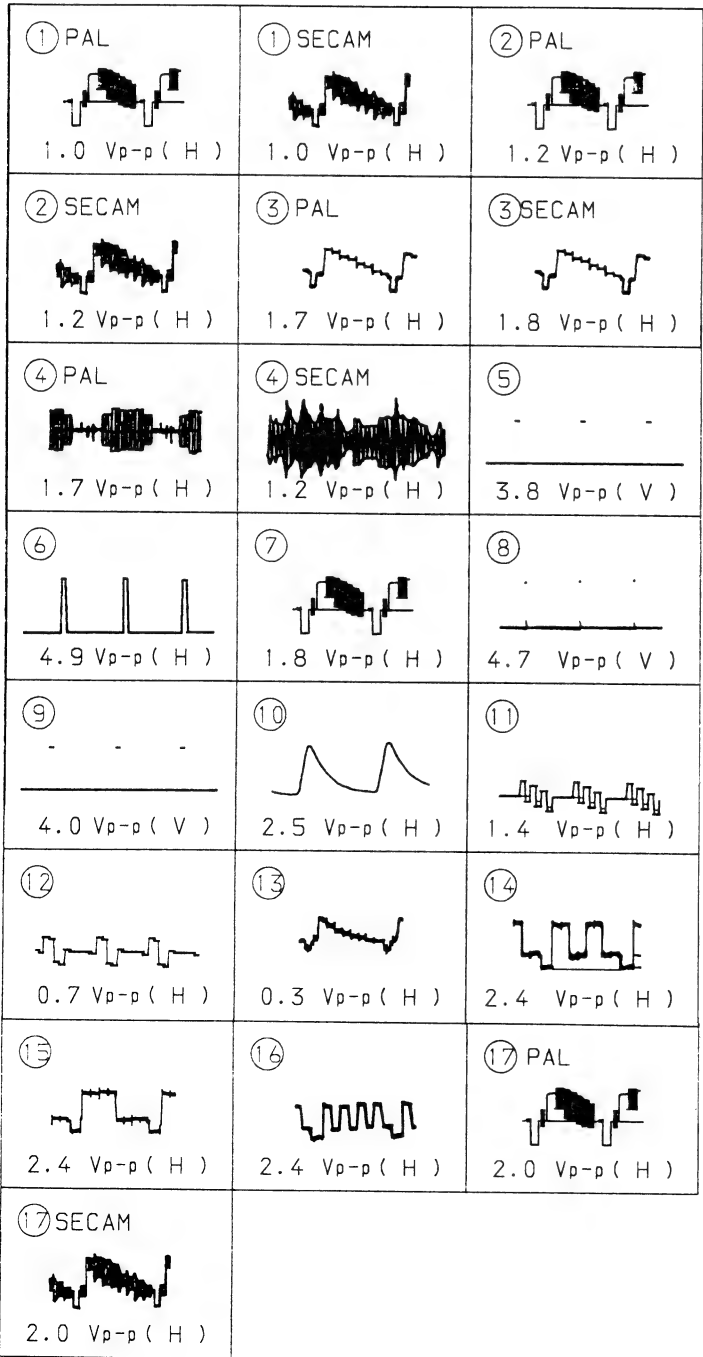 ① PAL
1.0 Vp-p ( H )
① SECAM
1.0 Vp-p ( H )
② PAL
1.2 Vp-p ( H )
② SECAM
1.2 Vp-p ( H )
③ PAL
1.7 Vp-p ( H )
③ SECAM
1.8 Vp-p ( H )
④ PAL
1.7 Vp-p ( H )
④ SECAM
1.2 Vp-p ( H )
⑤
3.8 Vp-p ( V )
⑥
4.9 Vp-p ( H )
⑦
1.8 Vp-p ( H )
⑧
4.7 Vp-p ( V )
⑨
4.0 Vp-p ( V )
⑩
2.5 Vp-p ( H )
⑪
1.4 Vp-p ( H )
⑫
0.7 Vp-p ( H )
⑬
0.3 Vp-p ( H )
⑭
2.4 Vp-p ( H )
⑮
2.4 Vp-p ( H )
⑯
2.4 Vp-p ( H )
⑰ PAL
2.0 Vp-p ( H )
⑰ SECAM
2.0 Vp-p ( H )